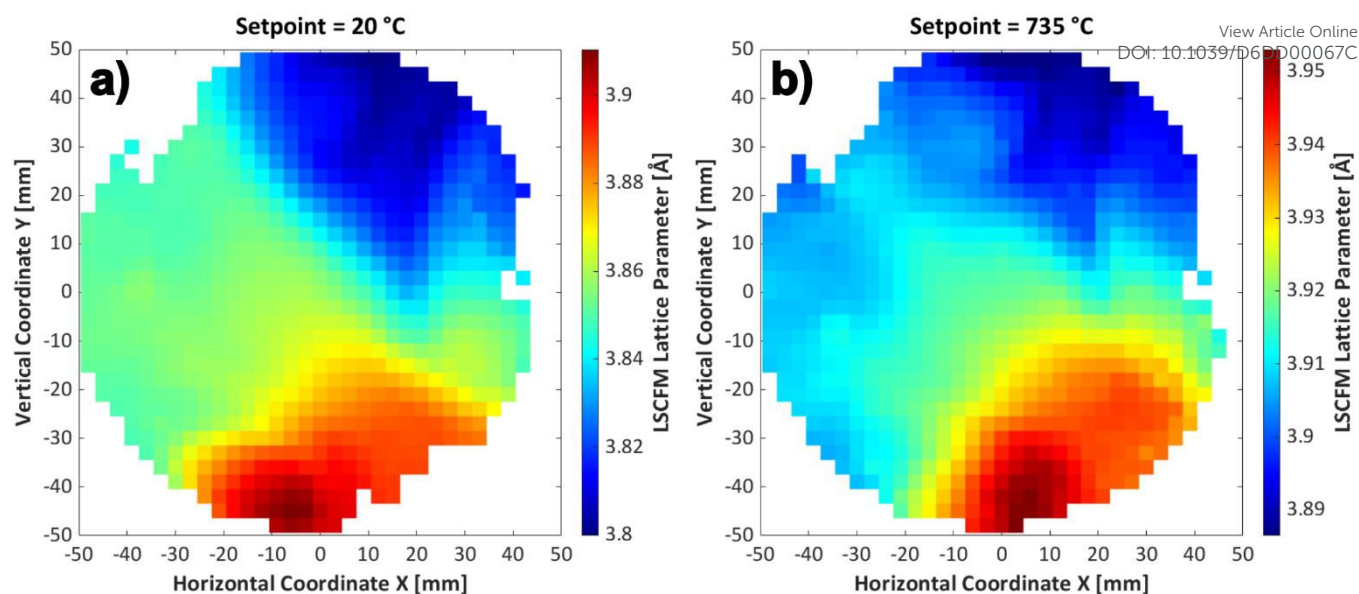 Setpoint = 20 °C
a)
50
40
30
20
10
0
-10
-20
-30
-40
-50
Vertical Coordinate Y [mm]
-50 -40 -30 -20 -10 0 10 20 30 40 50
Horizontal Coordinate X [mm]
3.9
3.88
3.86
3.84
3.82
3.8
LSCFM Lattice Parameter [Å]
Setpoint = 735 °C
View Article Online
DOI: 10.1039/D6DD00067C
b)
50
40
30
20
10
0
-10
-20
-30
-40
-50
Vertical Coordinate Y [mm]
-50 -40 -30 -20 -10 0 10 20 30 40 50
Horizontal Coordinate X [mm]
3.95
3.94
3.93
3.92
3.91
3.9
3.89
LSCFM Lattice Parameter [Å]